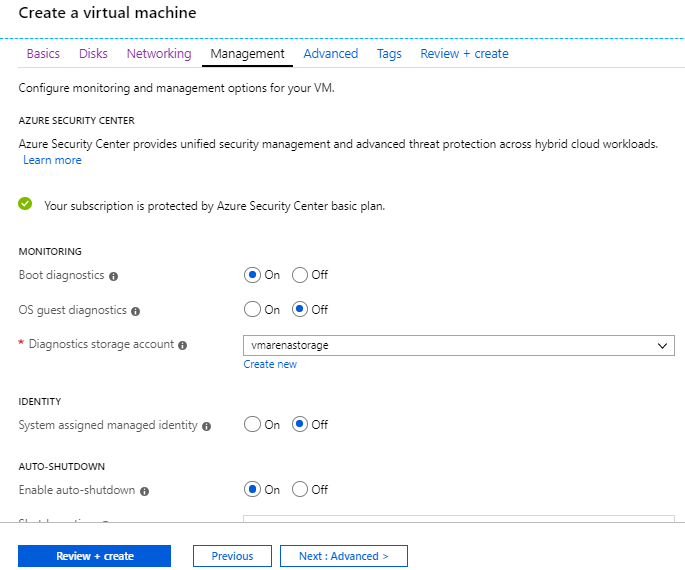 Create a virtual machine
Basics Disks Networking Management Advanced Tags Review + create
Configure monitoring and management options for your VM.
AZURE SECURITY CENTER
Azure Security Center provides unified security management and advanced threat protection across hybrid cloud workloads.
Learn more
Your subscription is protected by Azure Security Center basic plan.
MONITORING
Boot diagnostics On Off
OS guest diagnostics On Off
* Diagnostics storage account vmarenastorage
Create new
IDENTITY
System assigned managed identity On Off
AUTO-SHUTDOWN
Enable auto-shutdown On Off
Review + create Previous Next : Advanced >